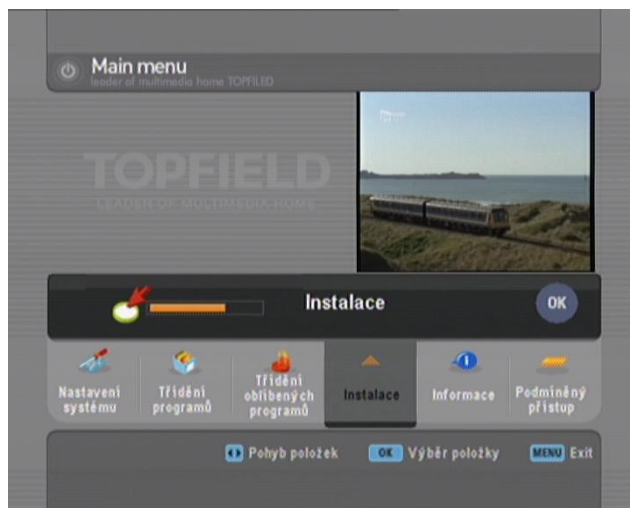 Main menu
leader of multimedia home TOPFILED
TOPFIELD
LEADER OF MULTIMEDIA HOME
Instalace
OK
Nastavení
systému
Třídění
programů
Třídění
oblíbených
programů
Instalace
Informace
Podmíněný
přístup
Pohyb položek
OK Výběr položky
MENU Exit